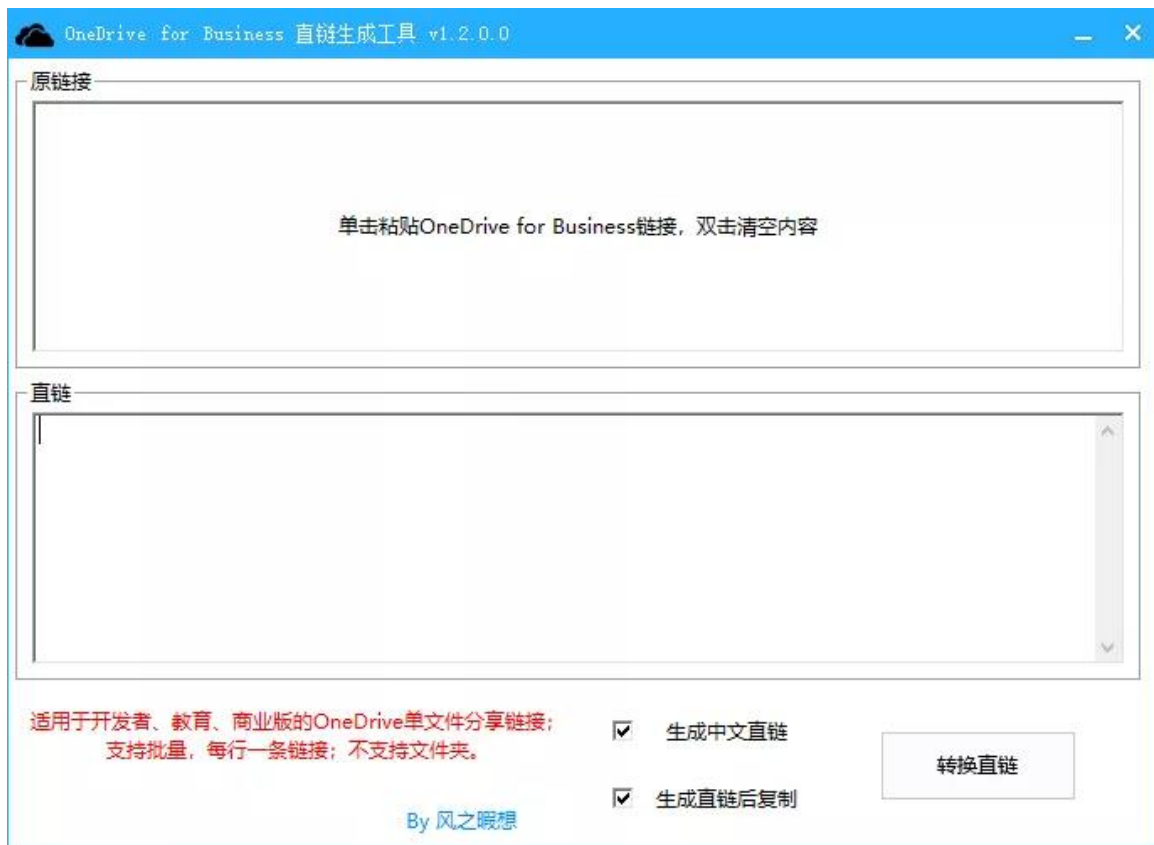 OneDrive for Business 直链生成工具 v1.2.0.0
原链接
单击粘贴OneDrive for Business链接，双击清空内容
直链
适用于开发者、教育、商业版的OneDrive单文件分享链接；
支持批量，每行一条链接；不支持文件夹。
生成中文直链
转换直链
生成直链后复制
By 风之暇想